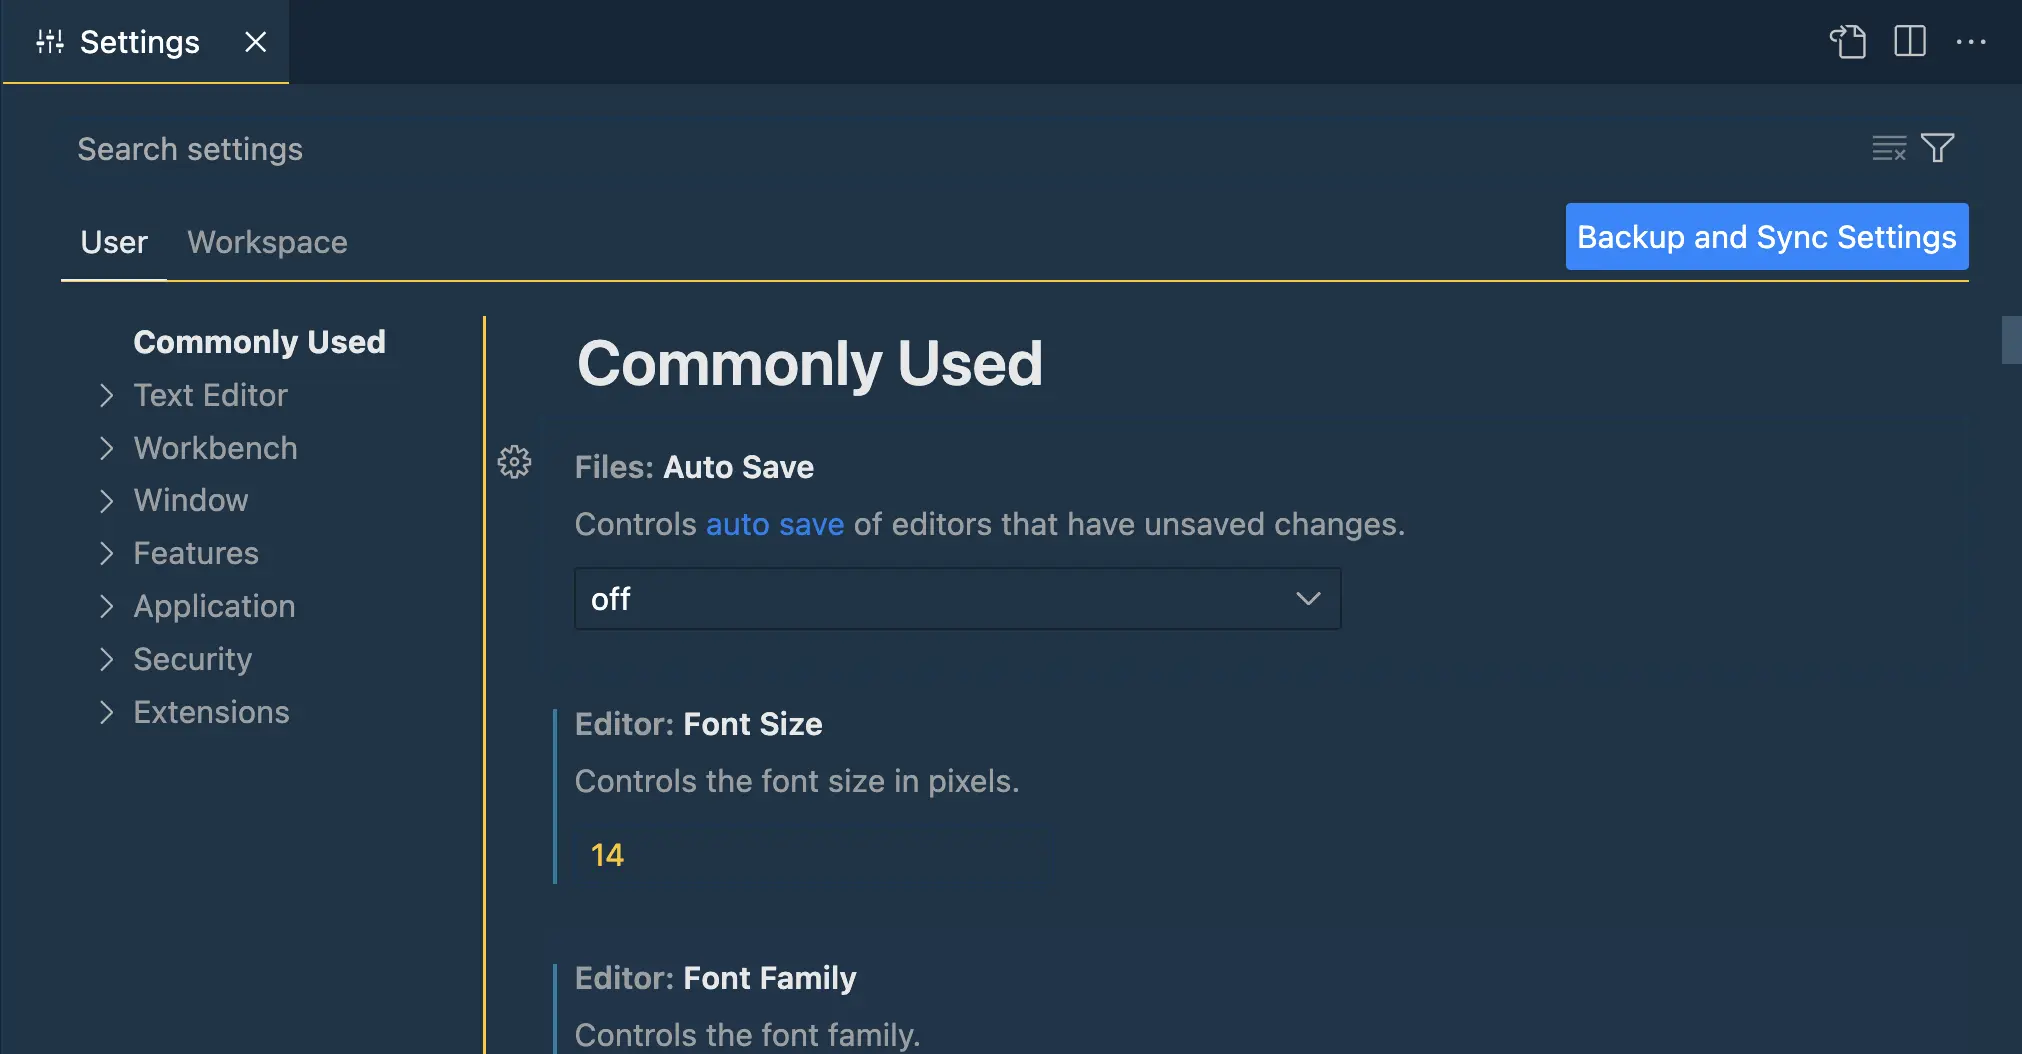 Settings
Search settings
User Workspace
Backup and Sync Settings
Commonly Used
Text Editor
Workbench
Window
Features
Application
Security
Extensions
Commonly Used
Files: Auto Save
Controls auto save of editors that have unsaved changes.
off
Editor: Font Size
Controls the font size in pixels.
14
Editor: Font Family
Controls the font family.